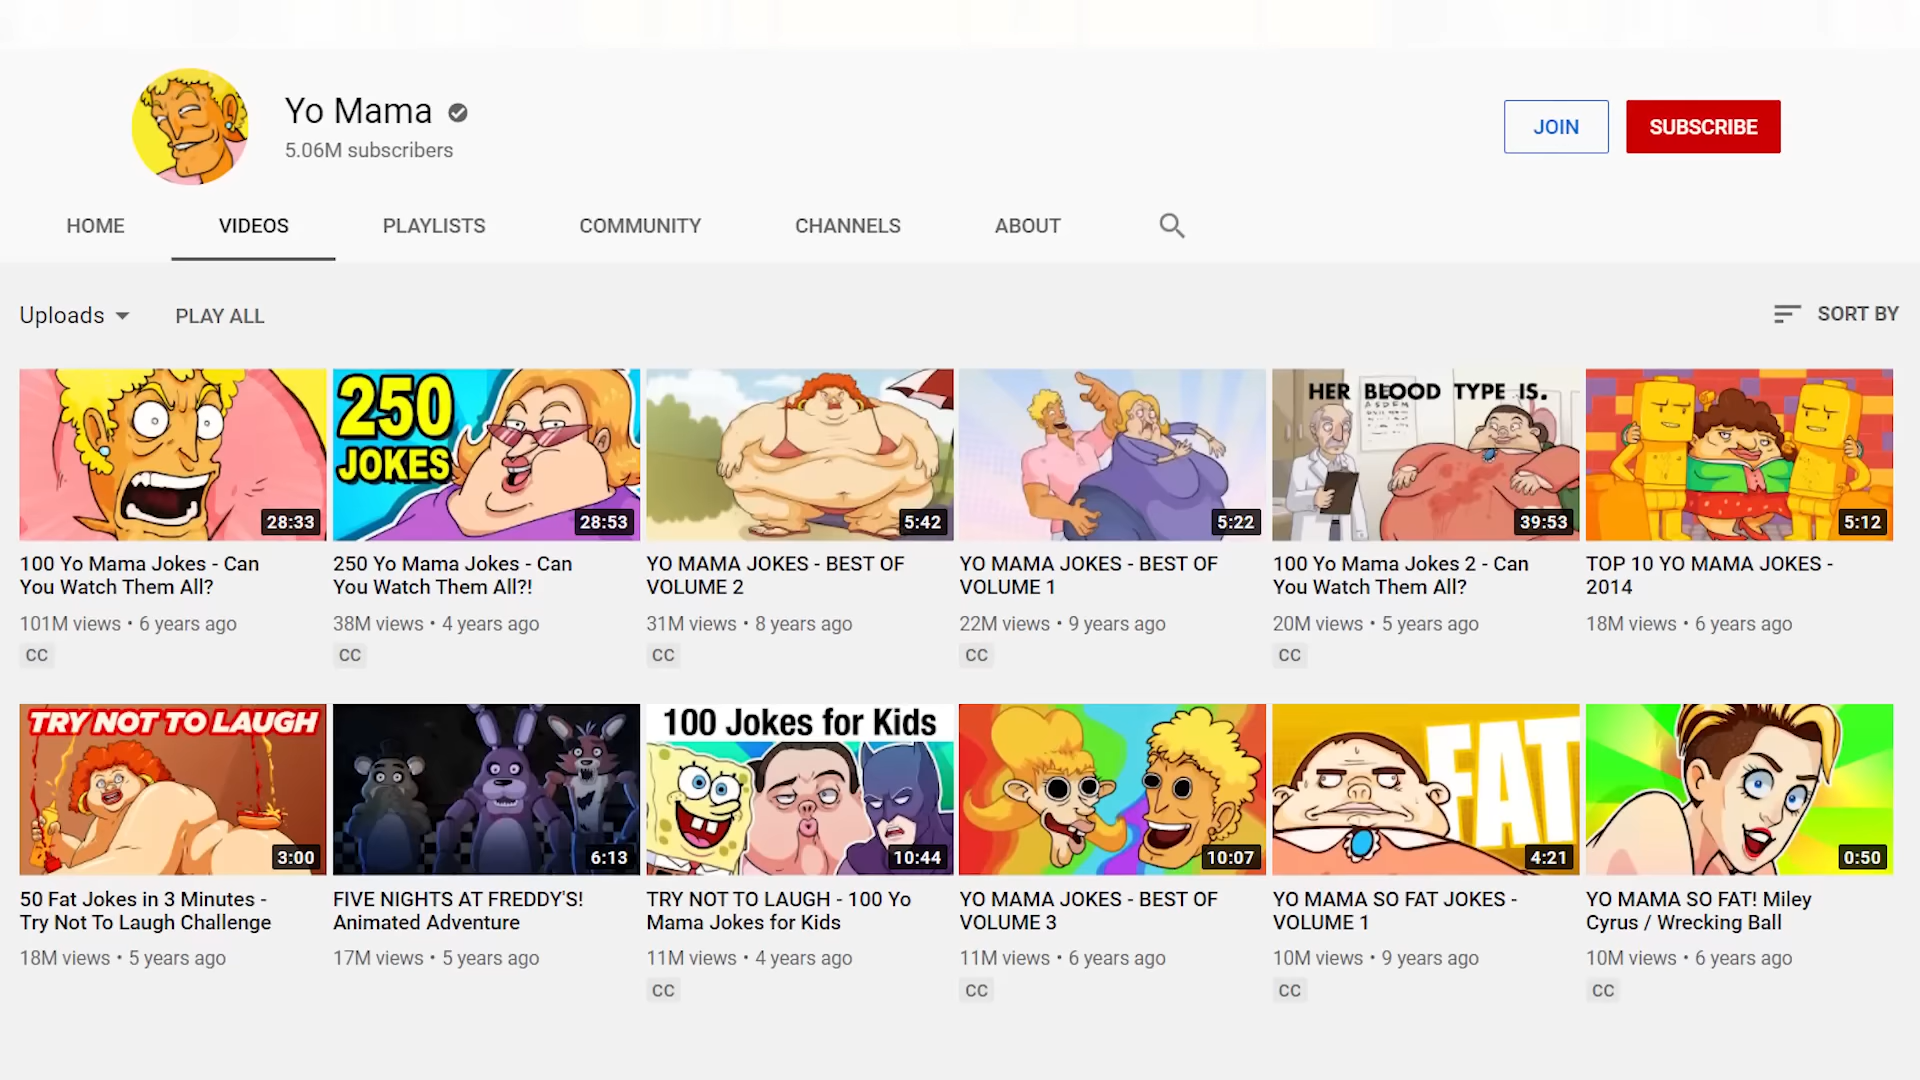 Yo Mama
5.06M subscribers
JOIN
SUBSCRIBE
HOME
VIDEOS
PLAYLISTS
COMMUNITY
CHANNELS
ABOUT
Uploads
PLAY ALL
SORT BY
28:33
100 Yo Mama Jokes - Can
You Watch Them All?
101M views • 6 years ago
CC
250
JOKES
28:53
250 Yo Mama Jokes - Can
You Watch Them All?!
38M views • 4 years ago
CC
5:42
YO MAMA JOKES - BEST OF
VOLUME 2
31M views • 8 years ago
CC
5:22
YO MAMA JOKES - BEST OF
VOLUME 1
22M views • 9 years ago
CC
HER BLOOD TYPE IS.
39:53
100 Yo Mama Jokes 2 - Can
You Watch Them All?
20M views • 5 years ago
CC
5:12
TOP 10 YO MAMA JOKES -
2014
18M views • 6 years ago
TRY NOT TO LAUGH
3:00
50 Fat Jokes in 3 Minutes -
Try Not To Laugh Challenge
18M views • 5 years ago
6:13
FIVE NIGHTS AT FREDDY'S!
Animated Adventure
17M views • 5 years ago
100 Jokes for Kids
10:44
TRY NOT TO LAUGH - 100 Yo
Mama Jokes for Kids
11M views • 4 years ago
CC
10:07
YO MAMA JOKES - BEST OF
VOLUME 3
11M views • 6 years ago
CC
FAT
4:21
YO MAMA SO FAT JOKES -
VOLUME 1
10M views • 9 years ago
CC
0:50
YO MAMA SO FAT! Miley
Cyrus / Wrecking Ball
10M views • 6 years ago
CC